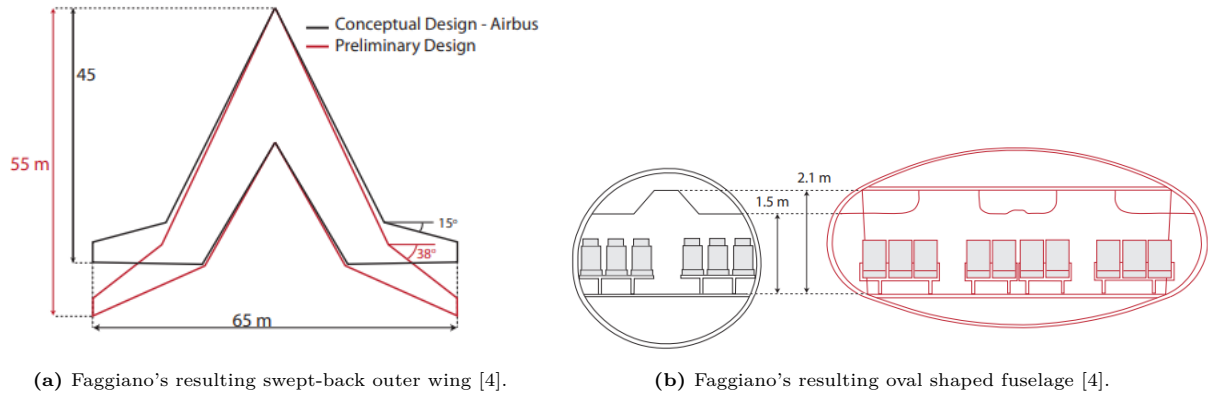 Conceptual Design - Airbus
Preliminary Design
45
55 m
15°
38°
65 m
2.1 m
1.5 m
(a) Faggiano's resulting swept-back outer wing [4].
(b) Faggiano's resulting oval shaped fuselage [4].